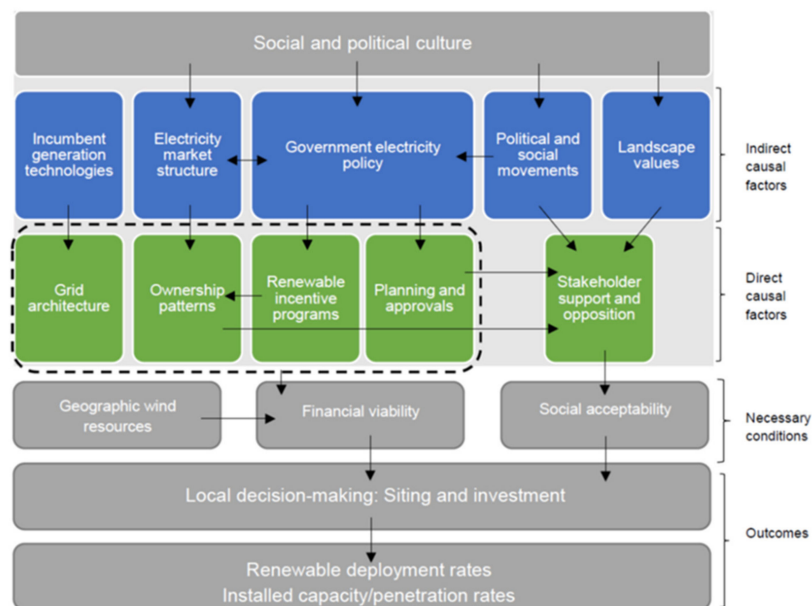 Social and political culture
Incumbent
generation
technologies
Electricity
market
structure
Government electricity
policy
Political and
social
movements
Landscape
values
Indirect
causal
factors
Grid
architecture
Ownership
patterns
Renewable
incentive
programs
Planning and
approvals
Stakeholder
support and
opposition
Direct
causal
factors
Geographic wind
resources
Financial viability
Social acceptability
Necessary
conditions
Local decision-making: Siting and investment
Outcomes
Renewable deployment rates
Installed capacity/penetration rates